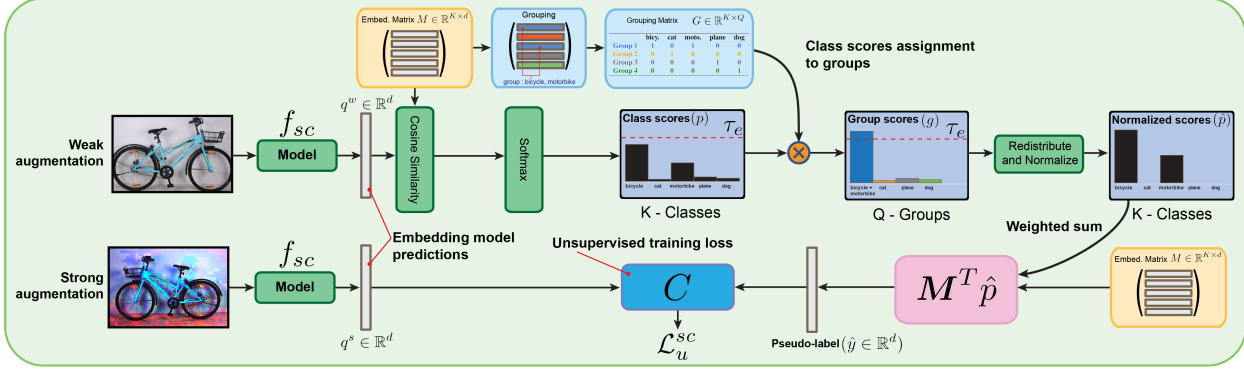 Embed. Matrix M ∈ ℝ^{K×d}
Grouping
group : bicycle, motorbike
Grouping Matrix G ∈ ℝ^{K×Q}
bicy. cat moto. plane dog
Group 1 1 0 1 0 0
Group 2 0 1 0 0 0
Group 3 0 0 0 1 0
Group 4 0 0 0 0 1
Class scores assignment
to groups
Weak
augmentation
f_{sc}
Model
q^w ∈ ℝ^d
Cosine Similarity
Softmax
Class scores(p)
τ_e
bicycle cat motorbike plane dog
K - Classes
Group scores(g)
τ_e
bicycle + cat plane dog
motorbike
Q - Groups
Redistribute
and Normalize
Normalized scores(p̂)
bicycle cat motorbike plane dog
K - Classes
Weighted sum
Embedding model
predictions
Unsupervised training loss
Strong
augmentation
f_{sc}
Model
q^s ∈ ℝ^d
C
ℒ_u^{sc}
Pseudo-label(ŷ ∈ ℝ^d)
M^T p̂
Embed. Matrix M ∈ ℝ^{K×d}